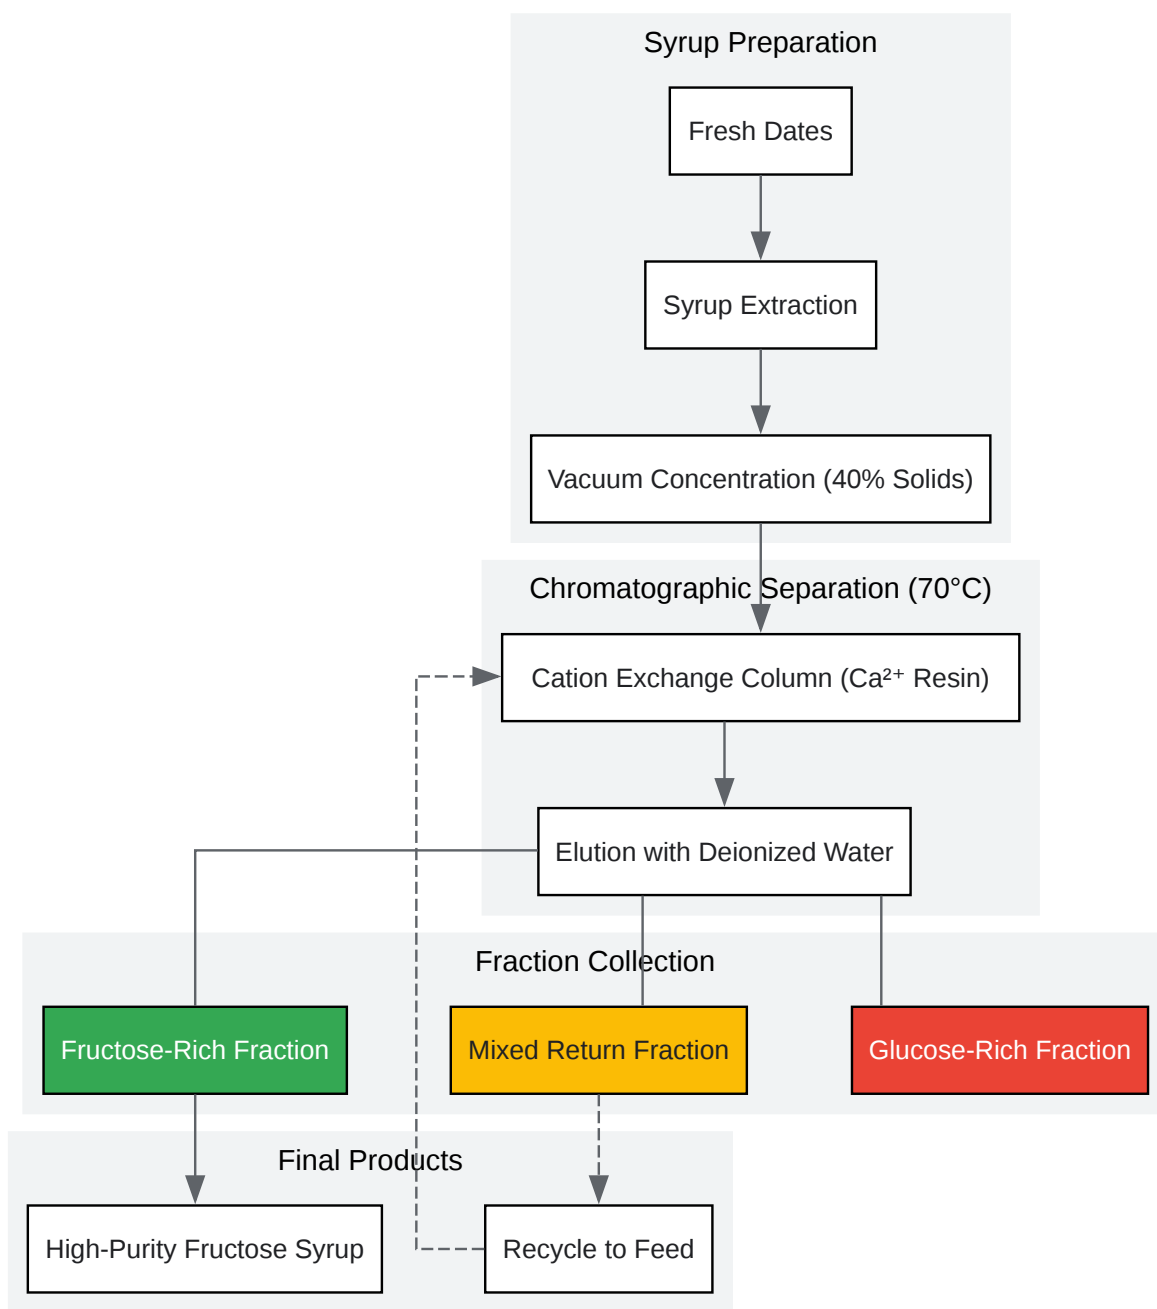 Syrup Preparation
Fresh Dates
Syrup Extraction
Vacuum Concentration (40% Solids)
Chromatographic Separation (70°C)
Cation Exchange Column (Ca²⁺ Resin)
Elution with Deionized Water
Fraction Collection
Fructose-Rich Fraction
Mixed Return Fraction
Glucose-Rich Fraction
Final Products
High-Purity Fructose Syrup
Recycle to Feed